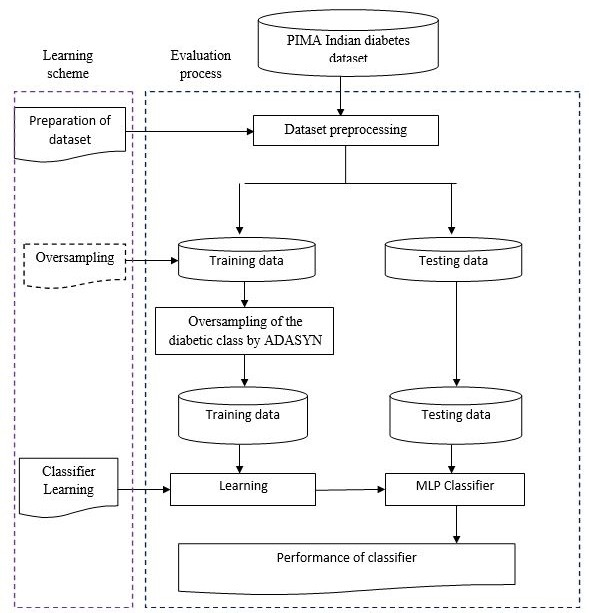 PIMA Indian diabetes
dataset
Learning
scheme
Evaluation
process
Preparation of
dataset
Dataset preprocessing
Oversampling
Training data
Testing data
Oversampling of the
diabetic class by ADASYN
Training data
Testing data
Classifier
Learning
Learning
MLP Classifier
Performance of classifier